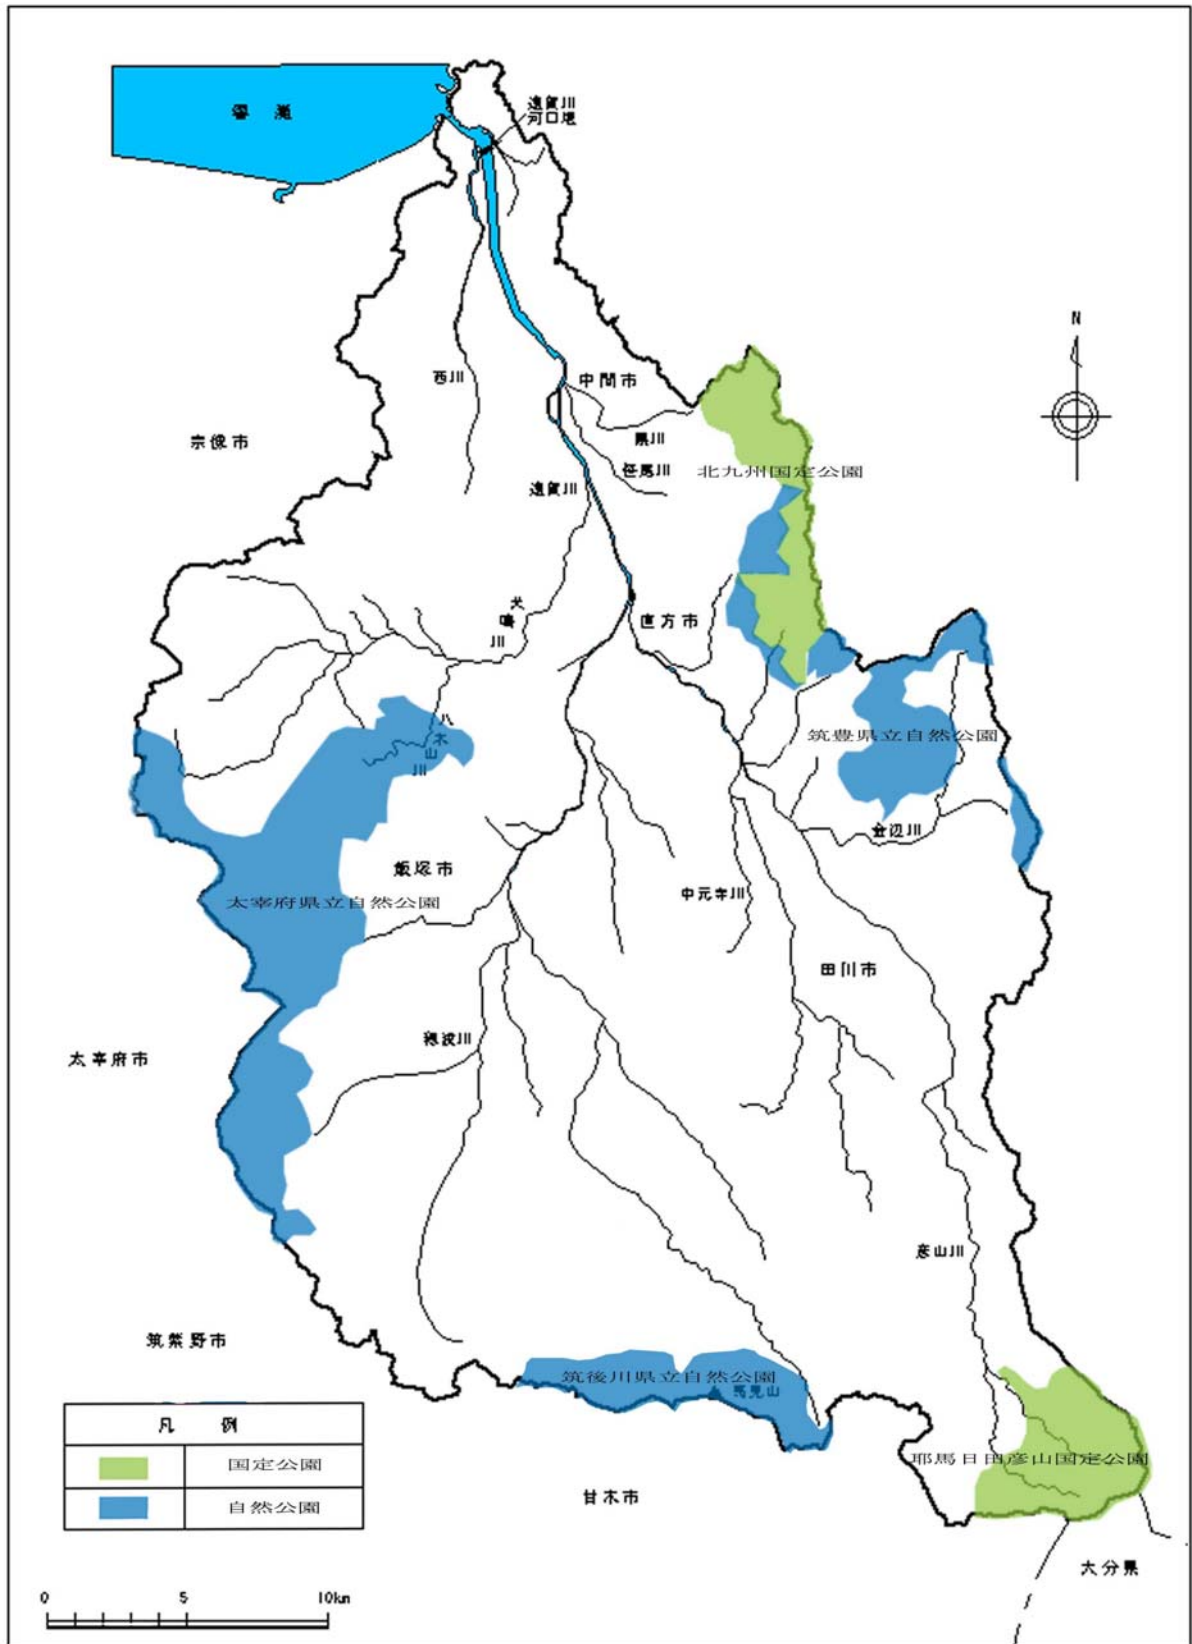 響 灘
遠賀川
河口堰
N
中間市
西川
黒川
宗像市
笹尾川
北九州国定公園
遠賀川
犬鳴川
直方市
八木山川
筑豊県立自然公園
金辺川
飯塚市
中元寺川
太宰府県立自然公園
田川市
穂波川
太宰府市
彦山川
筑紫野市
筑後川県立自然公園
馬見山
凡 例
国定公園
自然公園
耶馬日田彦山国定公園
甘木市
大分県
0 5 10km